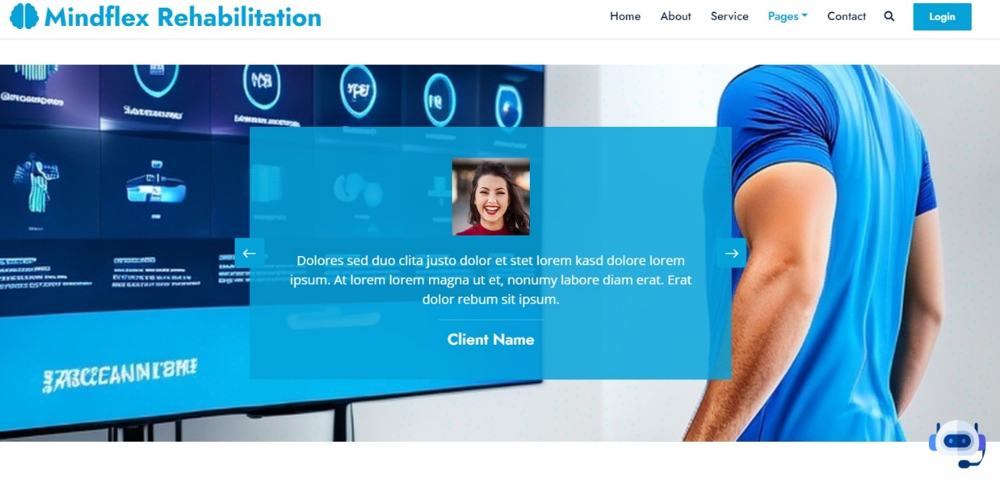 Mindflex Rehabilitation
Home About Service Pages Contact Login
Dolores sed duo clita justo dolor et stet lorem kasd dolore lorem
ipsum. At lorem lorem magna ut et, nonumy labore diam erat. Erat
dolor rebum sit ipsum.
Client Name